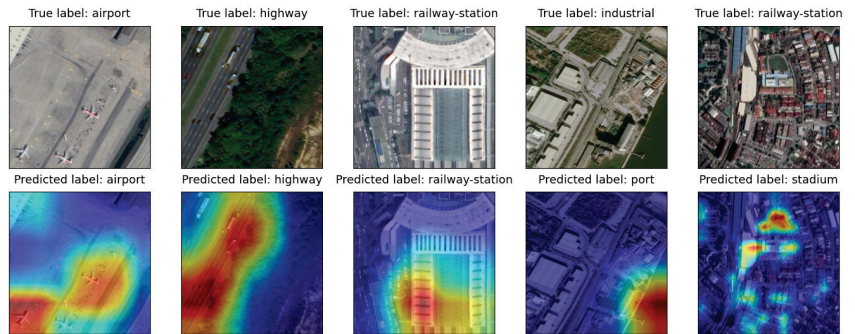 True label: airport
True label: highway
True label: railway-station
True label: industrial
True label: railway-station
Predicted label: airport
Predicted label: highway
Predicted label: railway-station
Predicted label: port
Predicted label: stadium